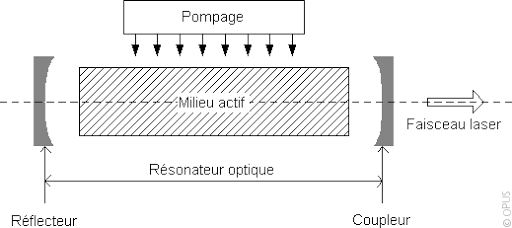 Pompage
Milieu actif
Faisceau laser
Résonateur optique
Réflecteur
Coupleur
© OPUS